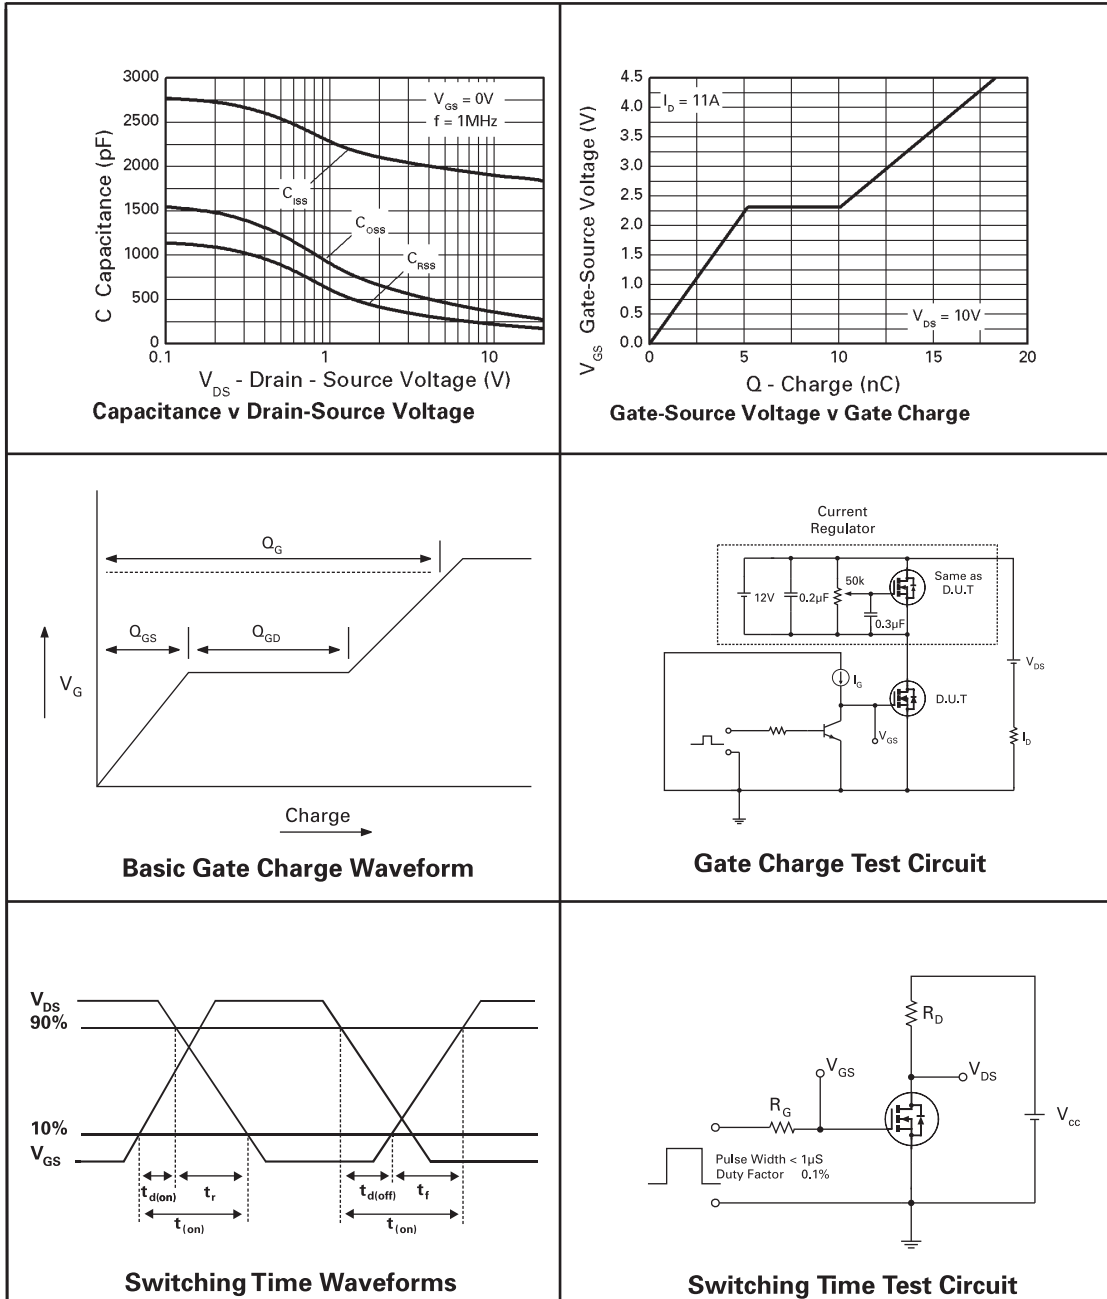 3000
2500
2000
1500
1000
500
0
C Capacitance (pF)
V_GS = 0V
f = 1MHz
C_ISS
C_OSS
C_RSS
0.1
1
10
V_DS - Drain - Source Voltage (V)
Capacitance v Drain-Source Voltage
4.5
4.0
3.5
3.0
2.5
2.0
1.5
1.0
0.5
0.0
V_GS Gate-Source Voltage (V)
I_D = 11A
V_DS = 10V
0
5
10
15
20
Q - Charge (nC)
Gate-Source Voltage v Gate Charge
Q_G
Q_GS
Q_GD
V_G
Charge
Basic Gate Charge Waveform
Current
Regulator
12V
0.2µF
50k
0.3µF
Same as
D.U.T
I_G
V_GS
D.U.T
V_DS
I_D
Gate Charge Test Circuit
V_DS
90%
10%
V_GS
t_d(on)
t_r
t_(on)
t_d(off)
t_f
t_(on)
Switching Time Waveforms
R_D
V_GS
V_DS
R_G
V_cc
Pulse Width < 1µS
Duty Factor 0.1%
Switching Time Test Circuit